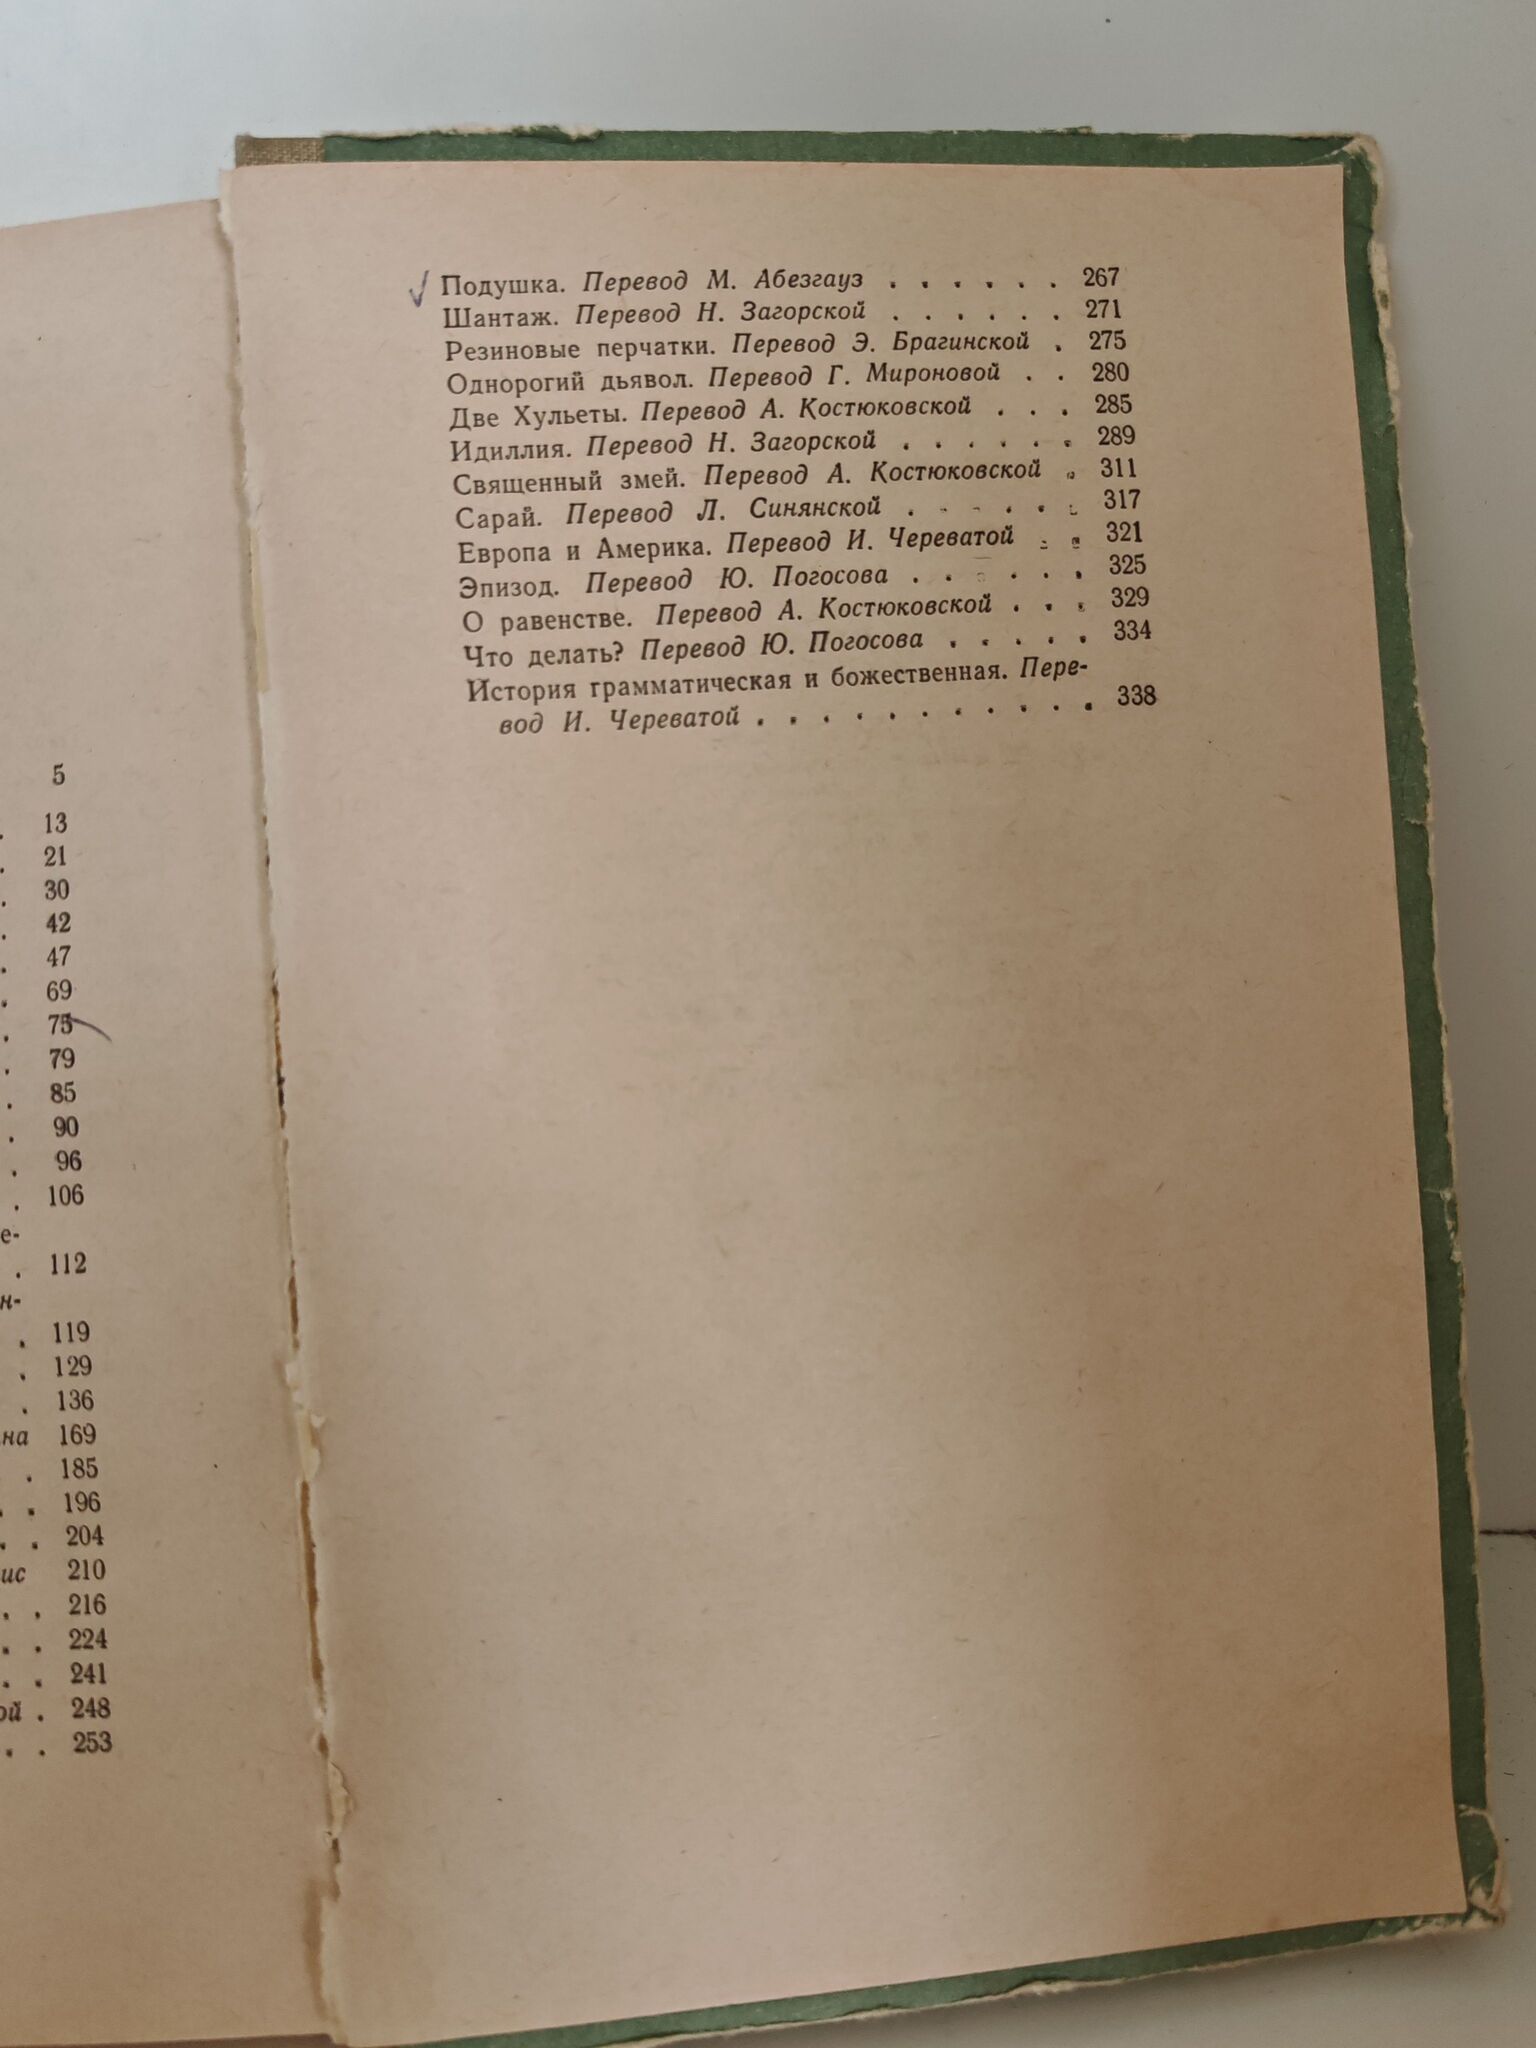 5
13
21
30
42
47
69
75
79
85
90
96
106
е-
112
н-
119
129
136
на 169
185
196
204
ис 210
216
224
241
ой . 248
253
Подушка. Перевод М. Абезгауз . . . . . . 267
Шантаж. Перевод Н. Загорской . . . . . . 271
Резиновые перчатки. Перевод Э. Брагинской . 275
Однорогий дьявол. Перевод Г. Мироновой . . 280
Две Хульеты. Перевод А. Костюковской . . . 285
Идиллия. Перевод Н. Загорской . . . . . . 289
Священный змей. Перевод А. Костюковской . 311
Сарай. Перевод Л. Синянской . . . . . . 317
Европа и Америка. Перевод И. Череватой . . 321
Эпизод. Перевод Ю. Погосова . . . . . . 325
О равенстве. Перевод А. Костюковской . . . 329
Что делать? Перевод Ю. Погосова . . . . . 334
История грамматическая и божественная. Пере-
вод И. Череватой . . . . . . . . . . . 338